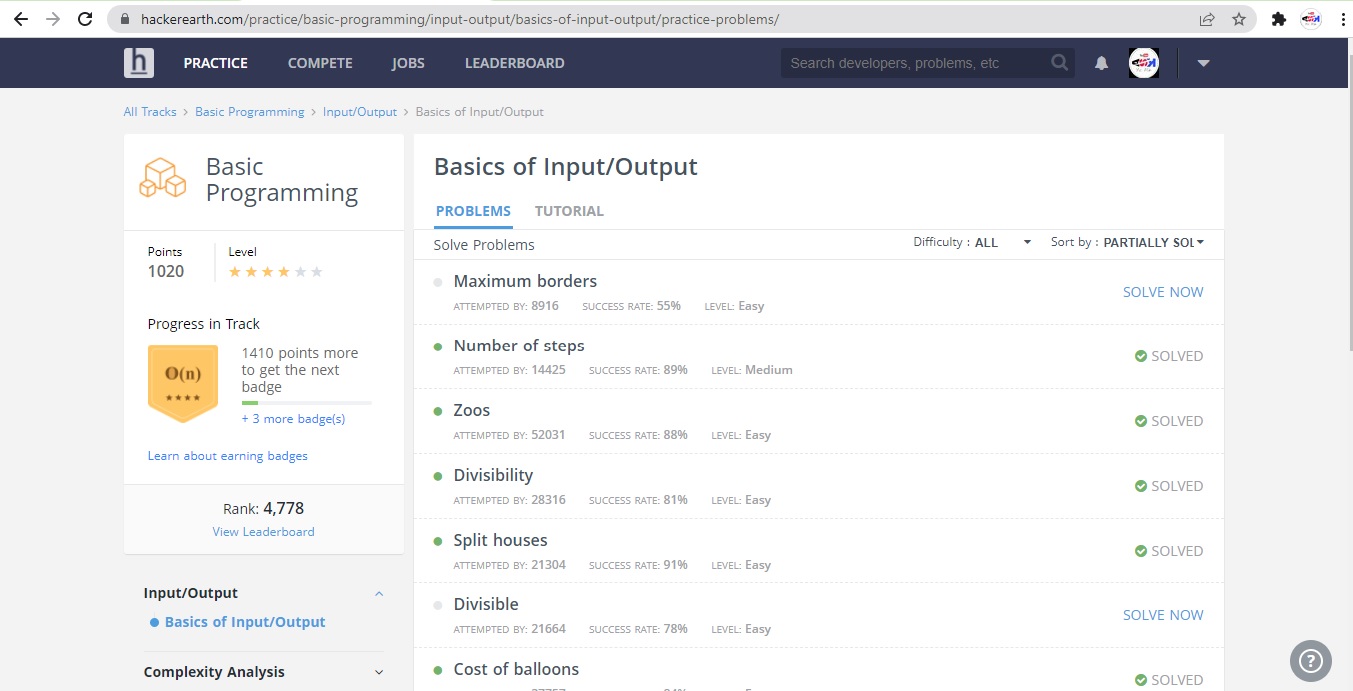 hackerearth.com/practice/basic-programming/input-output/basics-of-input-output/practice-problems/
h PRACTICE COMPETE JOBS LEADERBOARD Search developers, problems, etc
All Tracks > Basic Programming > Input/Output > Basics of Input/Output
Basic
Programming
Points Level
1020
Progress in Track
O(n)
1410 points more
to get the next
badge
+ 3 more badge(s)
Learn about earning badges
Rank: 4,778
View Leaderboard
Input/Output
Basics of Input/Output
Complexity Analysis
Basics of Input/Output
PROBLEMS TUTORIAL
Solve Problems Difficulty : ALL Sort by : PARTIALLY SOL
Maximum borders
SOLVE NOW
ATTEMPTED BY: 8916 SUCCESS RATE: 55% LEVEL: Easy
Number of steps
SOLVED
ATTEMPTED BY: 14425 SUCCESS RATE: 89% LEVEL: Medium
Zoos
SOLVED
ATTEMPTED BY: 52031 SUCCESS RATE: 88% LEVEL: Easy
Divisibility
SOLVED
ATTEMPTED BY: 28316 SUCCESS RATE: 81% LEVEL: Easy
Split houses
SOLVED
ATTEMPTED BY: 21304 SUCCESS RATE: 91% LEVEL: Easy
Divisible
SOLVE NOW
ATTEMPTED BY: 21664 SUCCESS RATE: 78% LEVEL: Easy
Cost of balloons
SOLVED
?